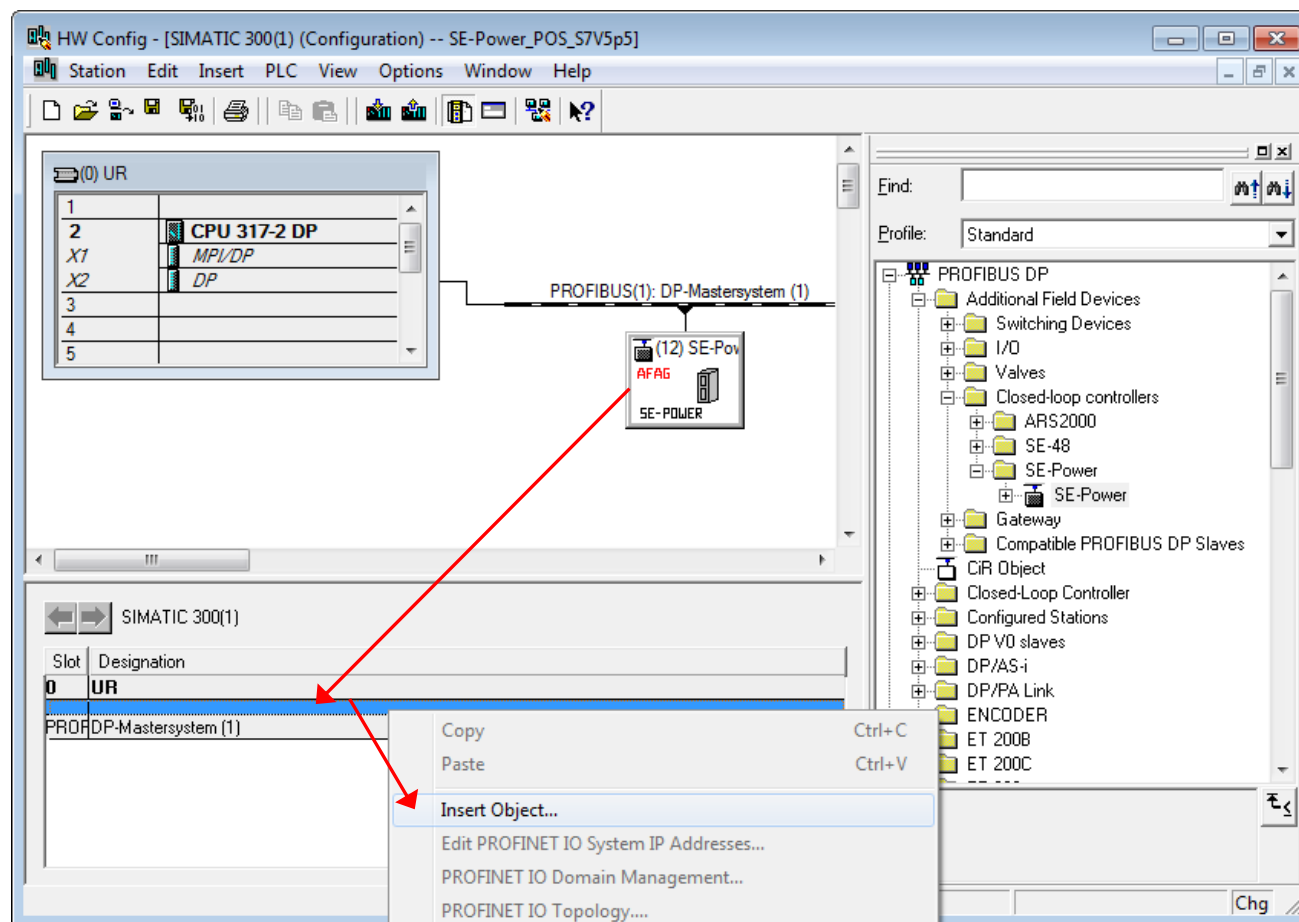 HW Config - [SIMATIC 300(1) (Configuration) -- SE-Power_POS_S7V5p5]
Station Edit Insert PLC View Options Window Help
(0) UR
1
2 CPU 317-2 DP
X1 MPI/DP
X2 DP
3
4
5
PROFIBUS(1): DP-Mastersystem (1)
(12) SE-Pow
AFAG
SE-POWER
Find:
Profile: Standard
PROFIBUS DP
Additional Field Devices
Switching Devices
I/O
Valves
Closed-loop controllers
ARS2000
SE-48
SE-Power
SE-Power
Gateway
Compatible PROFIBUS DP Slaves
CiR Object
Closed-Loop Controller
Configured Stations
DP V0 slaves
DP/AS-i
DP/PA Link
ENCODER
ET 200B
ET 200C
SIMATIC 300(1)
Slot Designation
0 UR
PROF DP-Mastersystem (1)
Copy Ctrl+C
Paste Ctrl+V
Insert Object...
Edit PROFINET IO System IP Addresses...
PROFINET IO Domain Management...
PROFINET IO Topology....
Chg